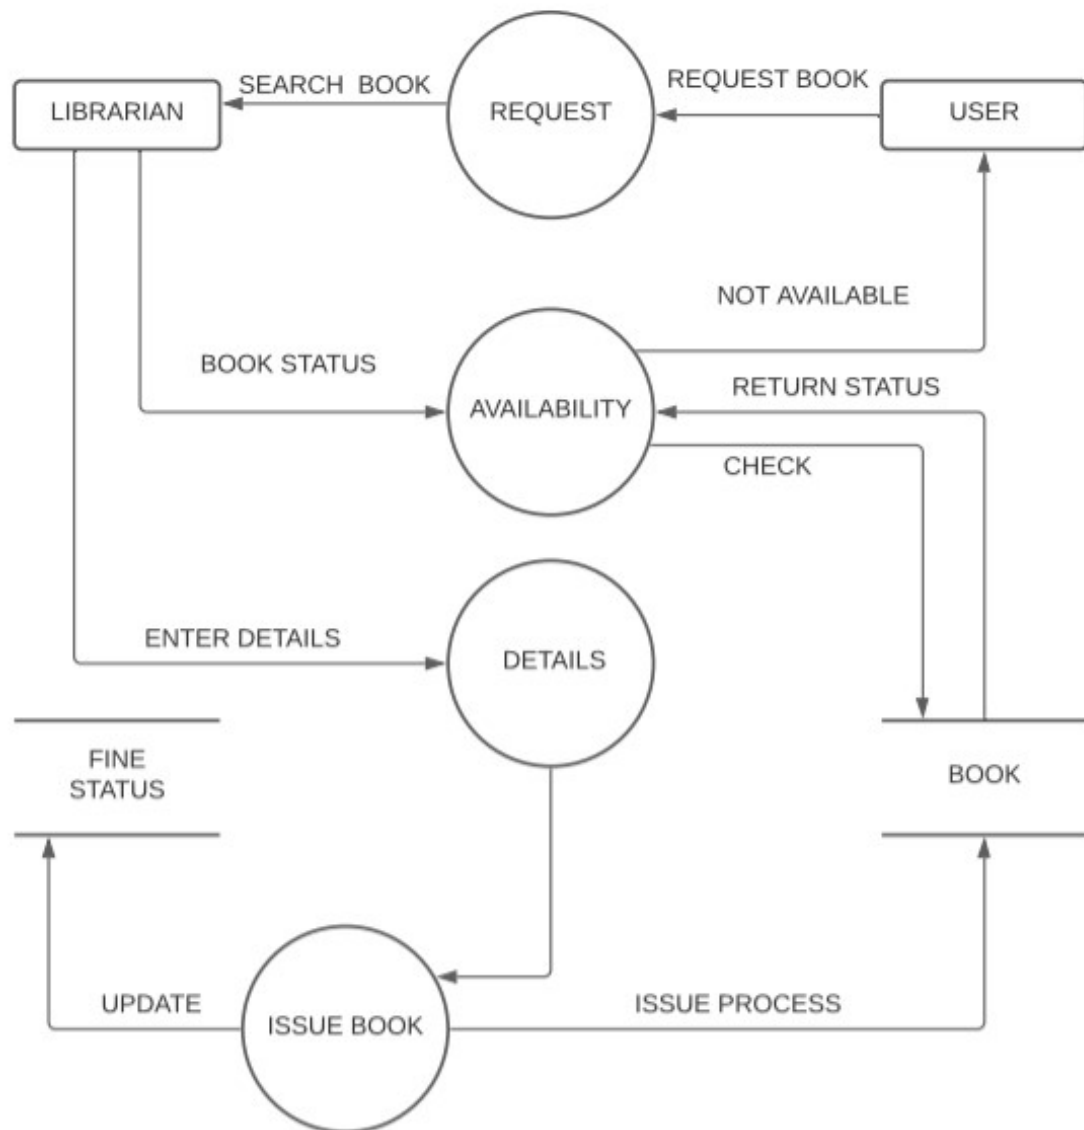 SEARCH BOOK
REQUEST BOOK
LIBRARIAN
REQUEST
USER
NOT AVAILABLE
BOOK STATUS
RETURN STATUS
AVAILABILITY
CHECK
ENTER DETAILS
DETAILS
FINE
STATUS
BOOK
UPDATE
ISSUE PROCESS
ISSUE BOOK